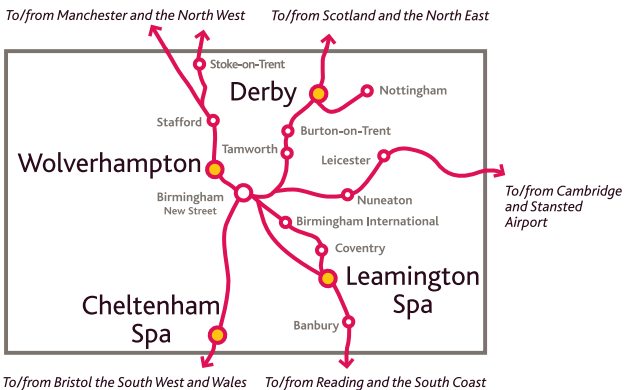 To/from Manchester and the North West
To/from Scotland and the North East
Stoke-on-Trent
Derby
Nottingham
Stafford
Burton-on-Trent
Tamworth
Leicester
Wolverhampton
Birmingham
New Street
Nuneaton
To/from Cambridge
and Stansted
Airport
Birmingham International
Coventry
Leamington
Spa
Cheltenham
Spa
Banbury
To/from Bristol the South West and Wales
To/from Reading and the South Coast